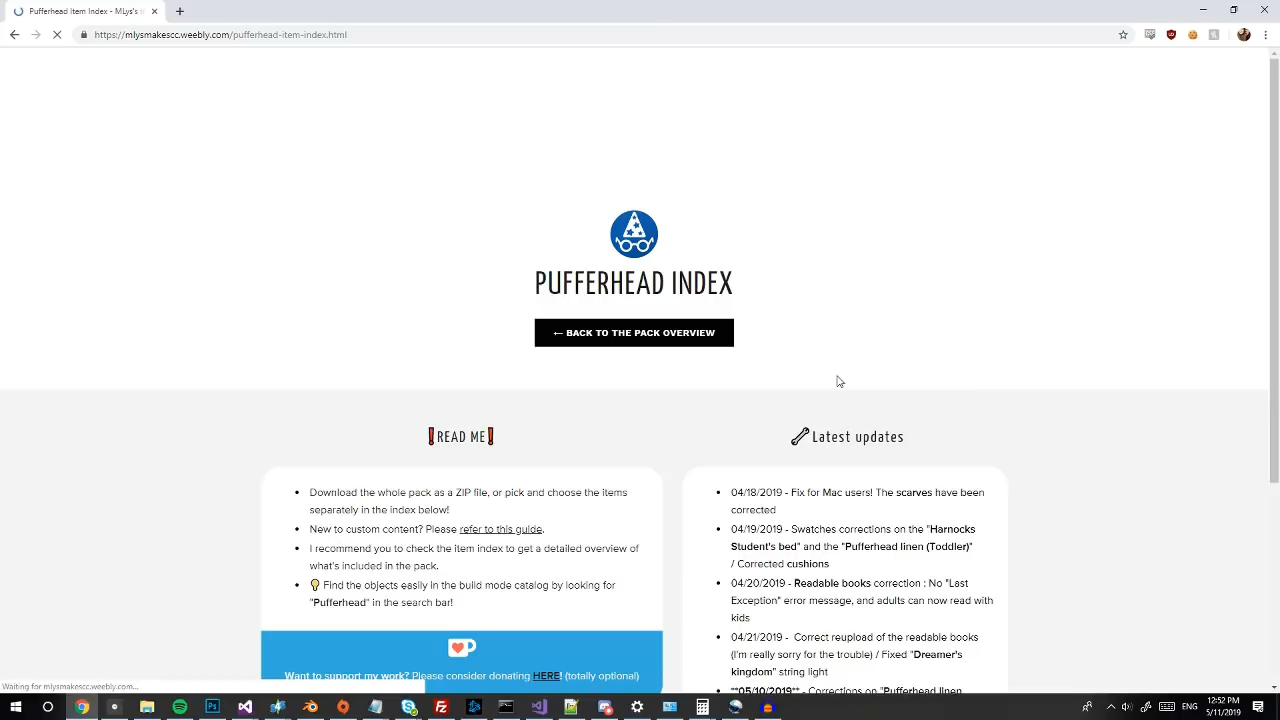 Pufferhead Item Index - MLys's
https://mlysmakescc.weebly.com/pufferhead-item-index.html
PUFFERHEAD INDEX
← BACK TO THE PACK OVERVIEW
❗READ ME❗
• Download the whole pack as a ZIP file, or pick and choose the items
separately in the index below!
• New to custom content? Please refer to this guide.
• I recommend you to check the item index to get a detailed overview of
what's included in the pack.
• 💡 Find the objects easily in the build mode catalog by looking for
"Pufferhead" in the search bar!
Want to support my work? Please consider donating HERE! (totally optional)
🔧 Latest updates
• 04/18/2019 - Fix for Mac users! The scarves have been
corrected
• 04/19/2019 - Swatches corrections on the "Harnocks
Student's bed" and the "Pufferhead linen (Toddler)"
/ Corrected cushions
• 04/20/2019 - Readable books correction : No "Last
Exception" error message, and adults can now read with
kids
• 04/21/2019 - Correct reupload of the readable books
(I'm really sorry for the trouble) / Fixed "Dreamer's
kingdom" string light
• **05/10/2019** - Corrections on "Pufferhead linen
Waiting for mlysmakescc.weebly.com...
ENG
12:52 PM
5/11/2019